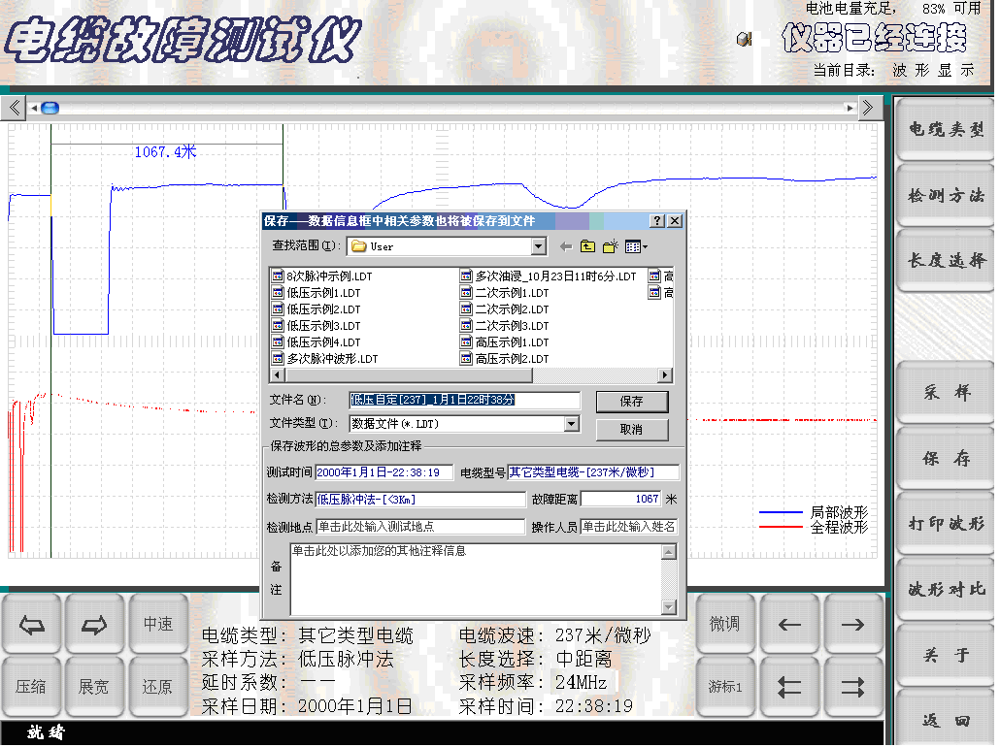 电缆故障测试仪
电池电量充足， 83% 可用
仪器已经连接
当前目录： 波 形 显 示
1067.4米
电缆类型
检测方法
长度选择
采 样
保 存
打印波形
波形对比
关 于
返 回
保存——数据信息框中相关参数也将被保存到文件
查找范围(I): User
8次脉冲示例.LDT
低压示例1.LDT
低压示例2.LDT
低压示例3.LDT
低压示例4.LDT
多次脉冲波形.LDT
多次油浸_10月23日11时6分.LDT
二次示例1.LDT
二次示例2.LDT
二次示例3.LDT
高压示例1.LDT
高压示例2.LDT
高
高
文件名(N): 低压自定[237]_1月1日22时38分 保存
文件类型(T): 数据文件(*.LDT) 取消
保存波形的总参数及添加注释
测试时间 2000年1月1日-22:38:19 电缆型号 其它类型电缆-[237米/微秒]
检测方法 低压脉冲法-[<3Km] 故障距离 1067 米
检测地点 单击此处输入测试地点 操作人员 单击此处输入姓名
备注 单击此处以添加您的其他注释信息
局部波形
全程波形
中速
压缩 展宽 还原
电缆类型: 其它类型电缆 电缆波速: 237米/微秒
采样方法: 低压脉冲法 长度选择: 中距离
延时系数: －－ 采样频率: 24MHz
采样日期: 2000年1月1日 采样时间: 22:38:19
微调
游标1
就绪